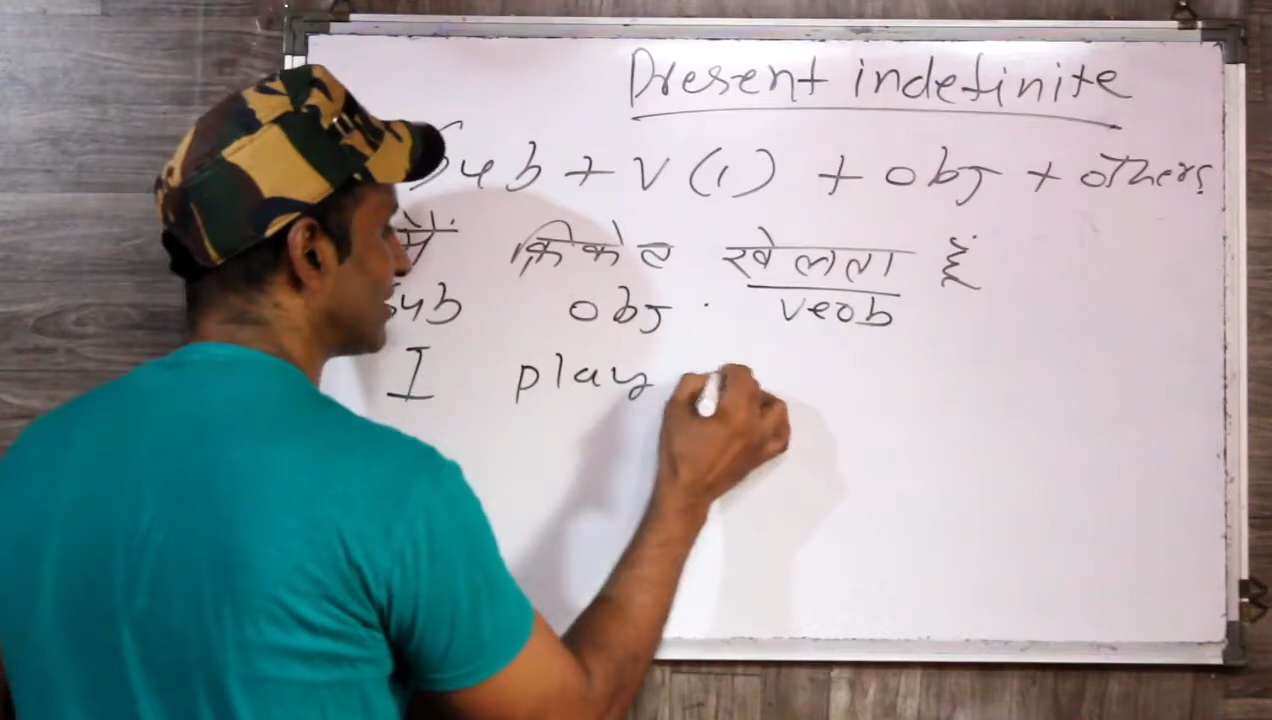 Present indefinite
Sub + V (1) + obj + others
में क्रिकेट खेलता हूँ
Sub obj . veob
I play